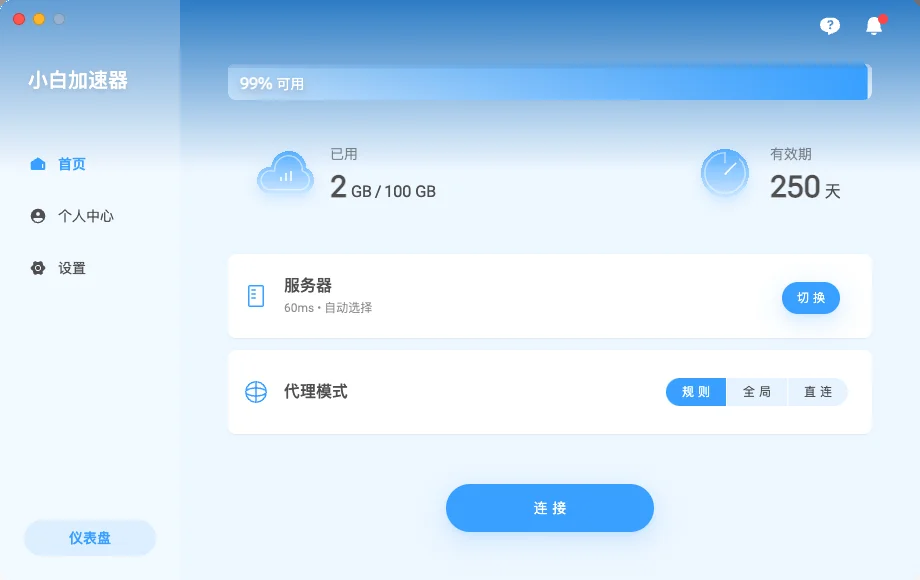 小白加速器
首页
个人中心
设置
仪表盘
?
99% 可用
已用
2 GB / 100 GB
有效期
250 天
服务器
60ms • 自动选择
切换
代理模式
规则 全局 直连
连接